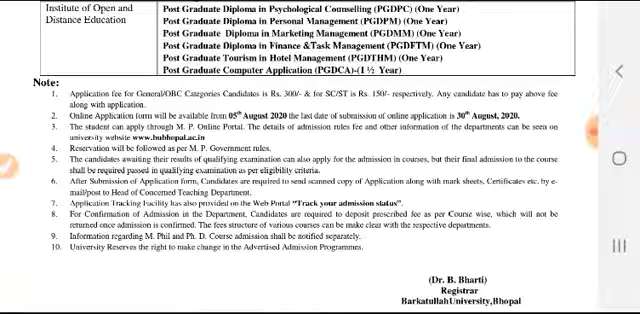 Institute of Open and
Distance Education
Post Graduate Diploma in Psychological Counselling (PGDPC) (One Year)
Post Graduate Diploma in Personal Management (PGDPM) (One Year)
Post Graduate Diploma in Marketing Management (PGDMM) (One Year)
Post Graduate Diploma in Finance &Task Management (PGDFTM) (One Year)
Post Graduate Tourism in Hotel Management (PGDTHM) (One Year)
Post Graduate Computer Application (PGDCA)-(1 ½ Year)
Note:
1. Application fee for General/OBC Categories Candidates is Rs. 300/- & for SC/ST is Rs. 150/- respectively. Any candidate has to pay above fee
along with application.
2. Online Application form will be available from 05th August 2020 the last date of submission of online application is 30th August, 2020.
3. The student can apply through M. P. Online Portal. The details of admission rules fee and other information of the departments can be seen on
university website www.bubhopal.ac.in
4. Reservation will be followed as per M. P. Government rules.
5. The candidates awaiting their results of qualifying examination can also apply for the admission in courses, but their final admission to the course
shall be required passed in qualifying examination as per eligibility criteria.
6. After Submission of Application form, Candidates are required to send scanned copy of Application along with mark sheets, Certificates etc. by e-
mail/post to Head of Concerned Teaching Department.
7. Application Tracking Facility has also provided on the Web Portal “Track your admission status”.
8. For Confirmation of Admission in the Department, Candidates are required to deposit prescribed fee as per Course wise, which will not be
returned once admission is confirmed. The fees structure of various courses can be make clear with the respective departments.
9. Information regarding M. Phil and Ph. D. Course admission shall be notified separately.
10. University Reserves the right to make change in the Advertised Admission Programmes.
(Dr. B. Bharti)
Registrar
BarkatullahUniversity,Bhopal